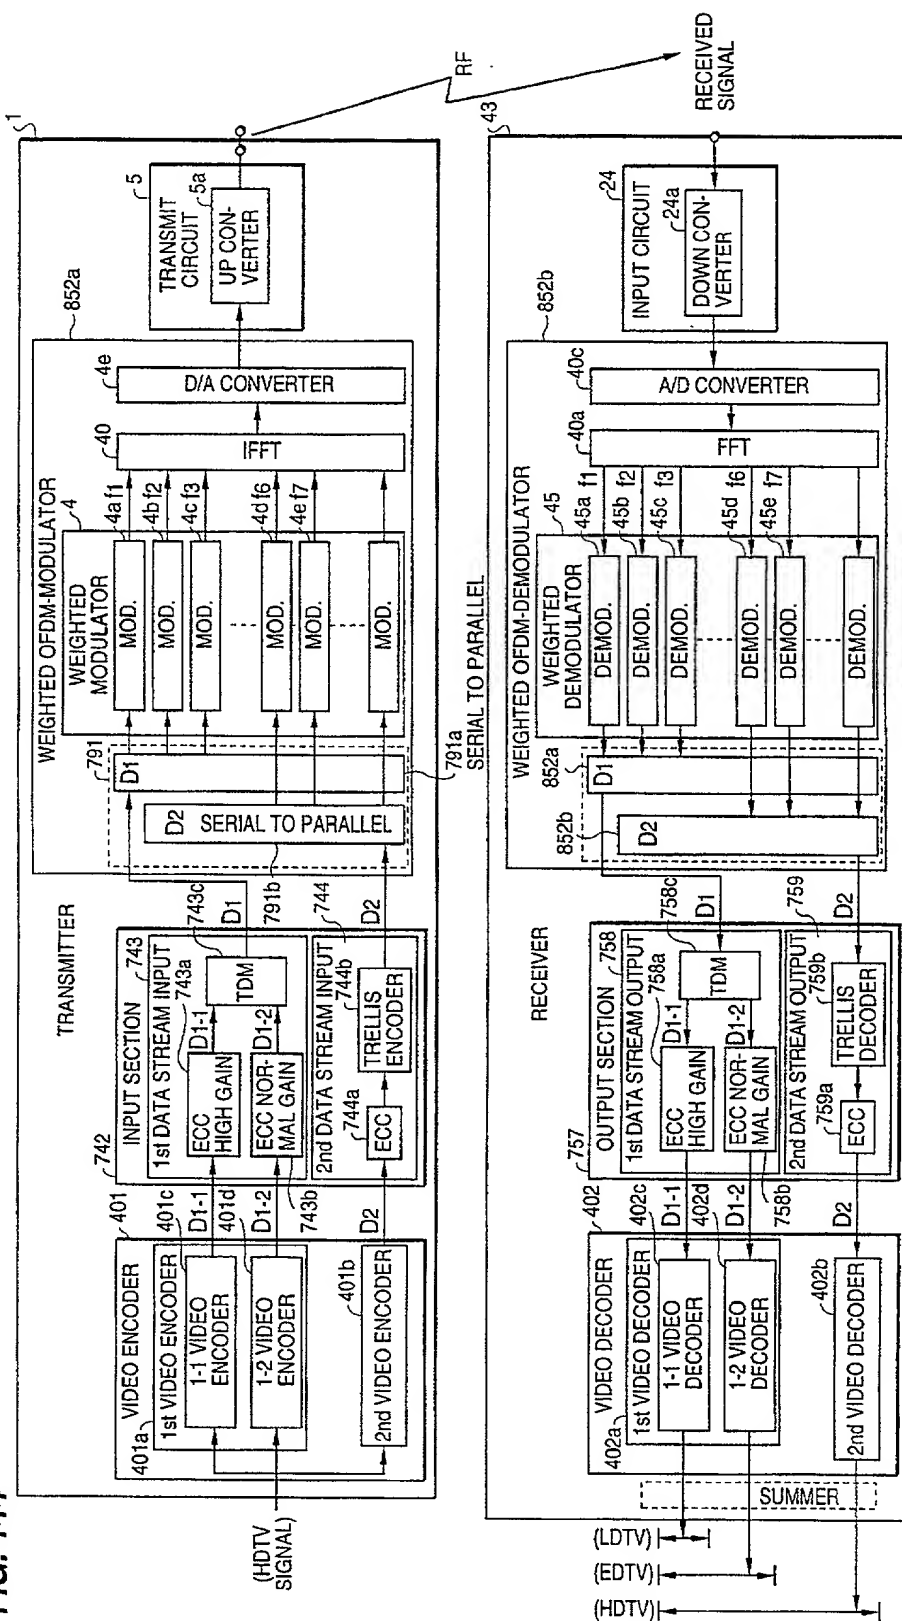 TRANSMITTER
1
(HDTV
SIGNAL)
401
VIDEO ENCODER
401a
1st VIDEO ENCODER
401c
1-1 VIDEO
ENCODER
401d
1-2 VIDEO
ENCODER
401b
2nd VIDEO ENCODER
D1-1
D1-2
D2
742
INPUT SECTION
743
1st DATA STREAM INPUT
743a
ECC
HIGH GAIN
D1-1
743c
TDM
ECC NOR-
MAL GAIN
D1-2
743b
744
2nd DATA STREAM INPUT
744a
ECC
744b
TRELLIS
ENCODER
D1
D2
852a
WEIGHTED OFDM-MODULATOR
791
D1
D2
SERIAL TO PARALLEL
791b
791a
SERIAL TO PARALLEL
4
WEIGHTED
MODULATOR
MOD.
4a f1
MOD.
4b f2
MOD.
4c f3
MOD.
4d f6
MOD.
4e f7
MOD.
40
IFFT
4e
D/A CONVERTER
5
TRANSMIT
CIRCUIT
5a
UP CON-
VERTER
RF
RECEIVED
SIGNAL
RECEIVER
43
24
INPUT CIRCUIT
24a
DOWN CON-
VERTER
852b
WEIGHTED OFDM-DEMODULATOR
40c
A/D CONVERTER
40a
FFT
45
WEIGHTED
DEMODULATOR
45a f1
DEMOD.
45b f2
DEMOD.
45c f3
DEMOD.
45d f6
DEMOD.
45e f7
DEMOD.
DEMOD.
852a
D1
852b
D2
D1
D2
757
OUTPUT SECTION
758
1st DATA STREAM OUTPUT
758a
758c
TDM
D1-1
ECC
HIGH GAIN
D1-2
ECC NOR-
MAL GAIN
758b
759
2nd DATA STREAM OUTPUT
759a
ECC
759b
TRELLIS
DECODER
D1-1
D1-2
D2
402
VIDEO DECODER
402a
1st VIDEO DECODER
402c
1-1 VIDEO
DECODER
402d
1-2 VIDEO
DECODER
402b
2nd VIDEO DECODER
SUMMER
(LDTV)
(EDTV)
(HDTV)